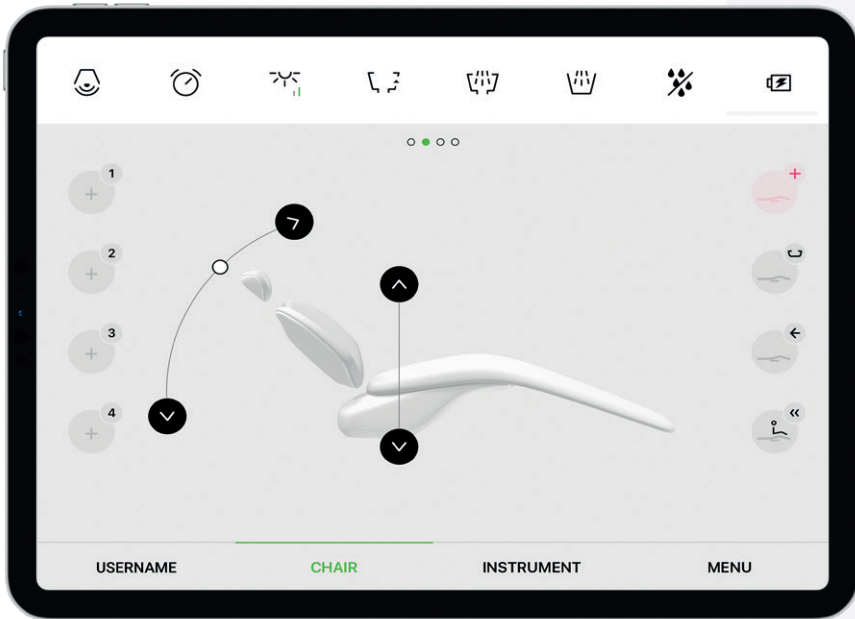 1
2
3
4
USERNAME
CHAIR
INSTRUMENT
MENU